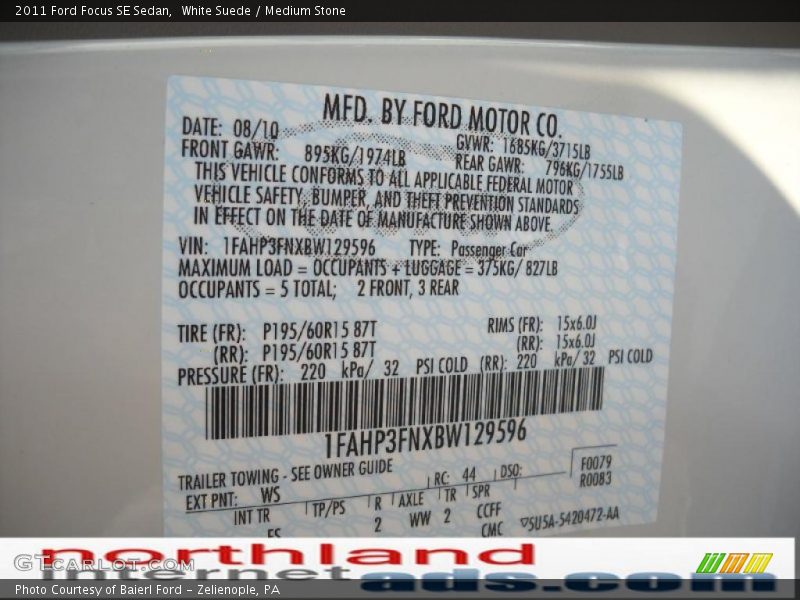 2011 Ford Focus SE Sedan, White Suede / Medium Stone
MFD. BY FORD MOTOR CO.
DATE: 08/10 GVWR: 1685KG/3715LB
FRONT GAWR: 895KG/1974LB REAR GAWR: 796KG/1755LB
THIS VEHICLE CONFORMS TO ALL APPLICABLE FEDERAL MOTOR
VEHICLE SAFETY, BUMPER, AND THEFT PREVENTION STANDARDS
IN EFFECT ON THE DATE OF MANUFACTURE SHOWN ABOVE.
VIN: 1FAHP3FNXBW129596 TYPE: Passenger Car
MAXIMUM LOAD = OCCUPANTS + LUGGAGE = 375KG/ 827LB
OCCUPANTS = 5 TOTAL; 2 FRONT, 3 REAR
TIRE (FR): P195/60R15 87T RIMS (FR): 15x6.0J
(RR): P195/60R15 87T (RR): 15x6.0J
PRESSURE (FR): 220 kPa/ 32 PSI COLD (RR): 220 kPa/ 32 PSI COLD
1FAHP3FNXBW129596
TRAILER TOWING - SEE OWNER GUIDE
EXT PNT: WS RC: 44 DSO: F0079
R0083
INT TR TP/PS R AXLE TR SPR
FS 2 WW 2 CCFF
CMC 5U5A-5420472-AA
northland
GTCarLot.com
internet ads.com
Photo Courtesy of Baierl Ford – Zelienople, PA